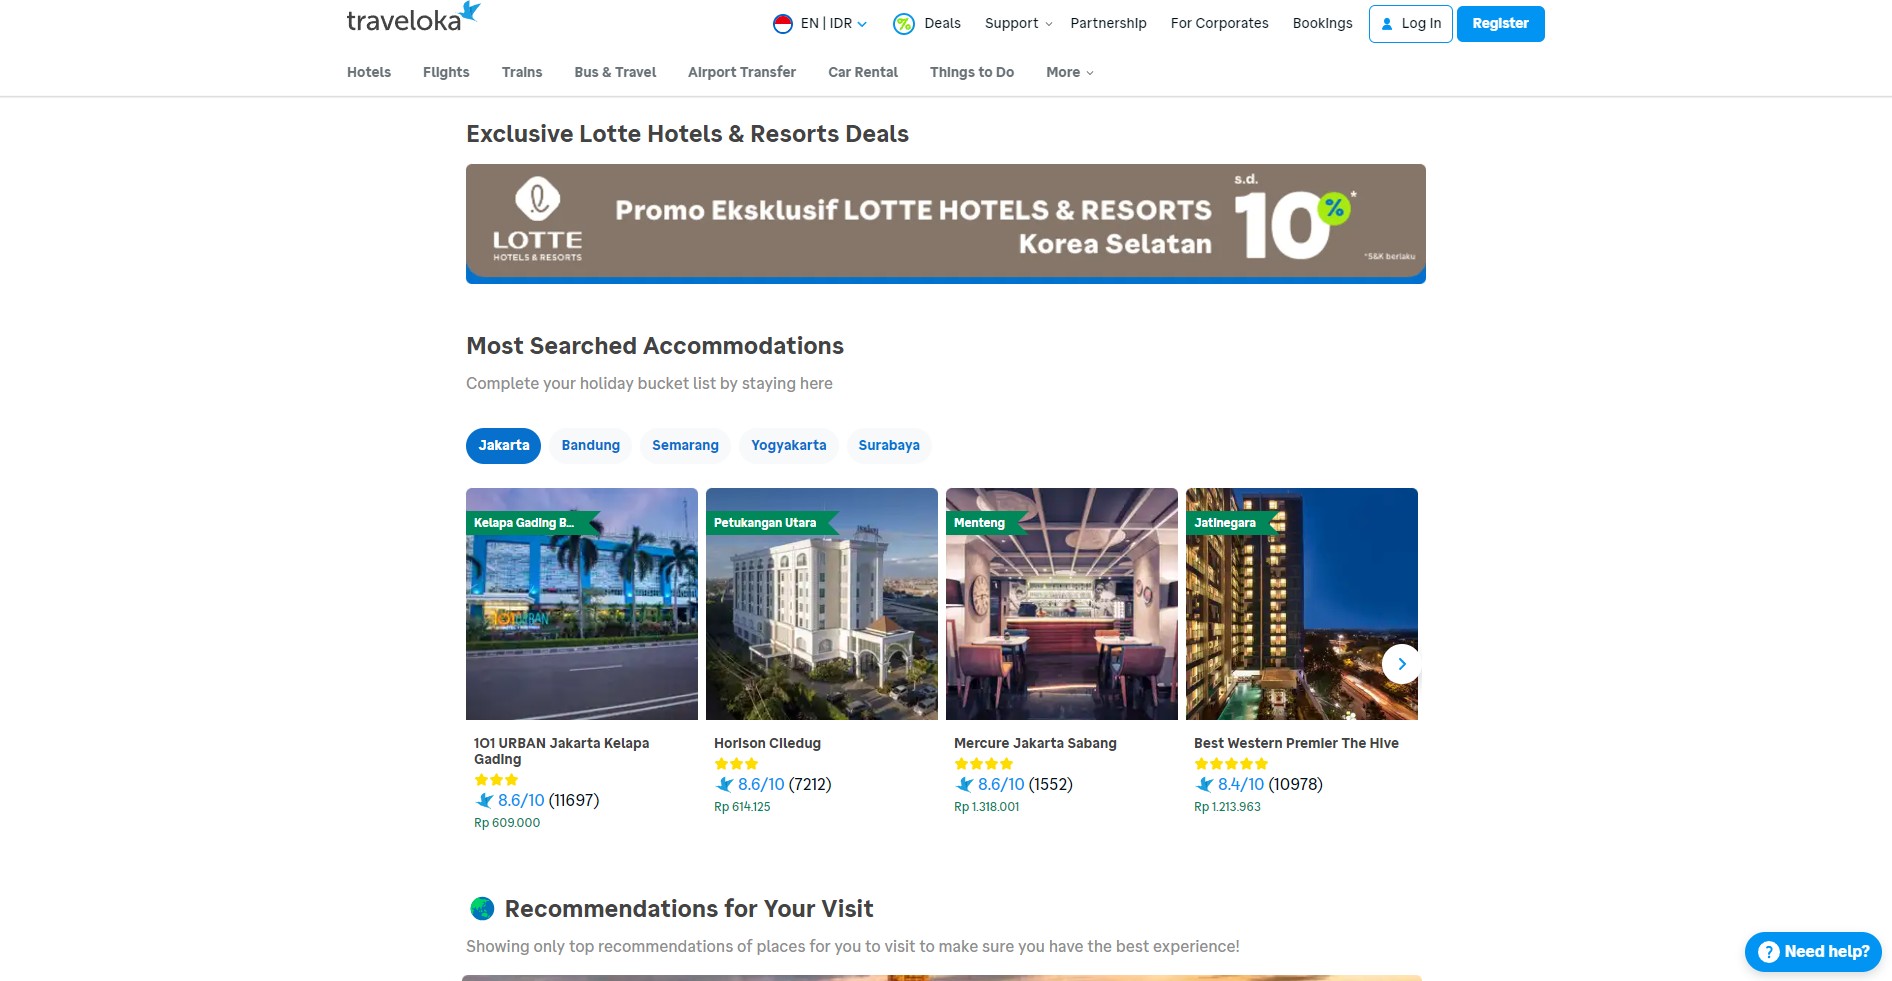 traveloka
EN | IDR
Deals
Support
Partnership
For Corporates
Bookings
Log In
Register
Hotels
Flights
Trains
Bus & Travel
Airport Transfer
Car Rental
Things to Do
More
Exclusive Lotte Hotels & Resorts Deals
LOTTE
HOTELS & RESORTS
Promo Eksklusif LOTTE HOTELS & RESORTS
Korea Selatan
s.d.
10%*
*S&K berlaku
Most Searched Accommodations
Complete your holiday bucket list by staying here
Jakarta
Bandung
Semarang
Yogyakarta
Surabaya
Kelapa Gading B...
101 URBAN
101 URBAN Jakarta Kelapa
Gading
8.6/10 (11697)
Rp 609.000
Petukangan Utara
Horison Ciledug
8.6/10 (7212)
Rp 614.125
Menteng
Mercure Jakarta Sabang
8.6/10 (1552)
Rp 1.318.001
Jatinegara
Best Western Premier The Hive
8.4/10 (10978)
Rp 1.213.963
Recommendations for Your Visit
Showing only top recommendations of places for you to visit to make sure you have the best experience!
? Need help?